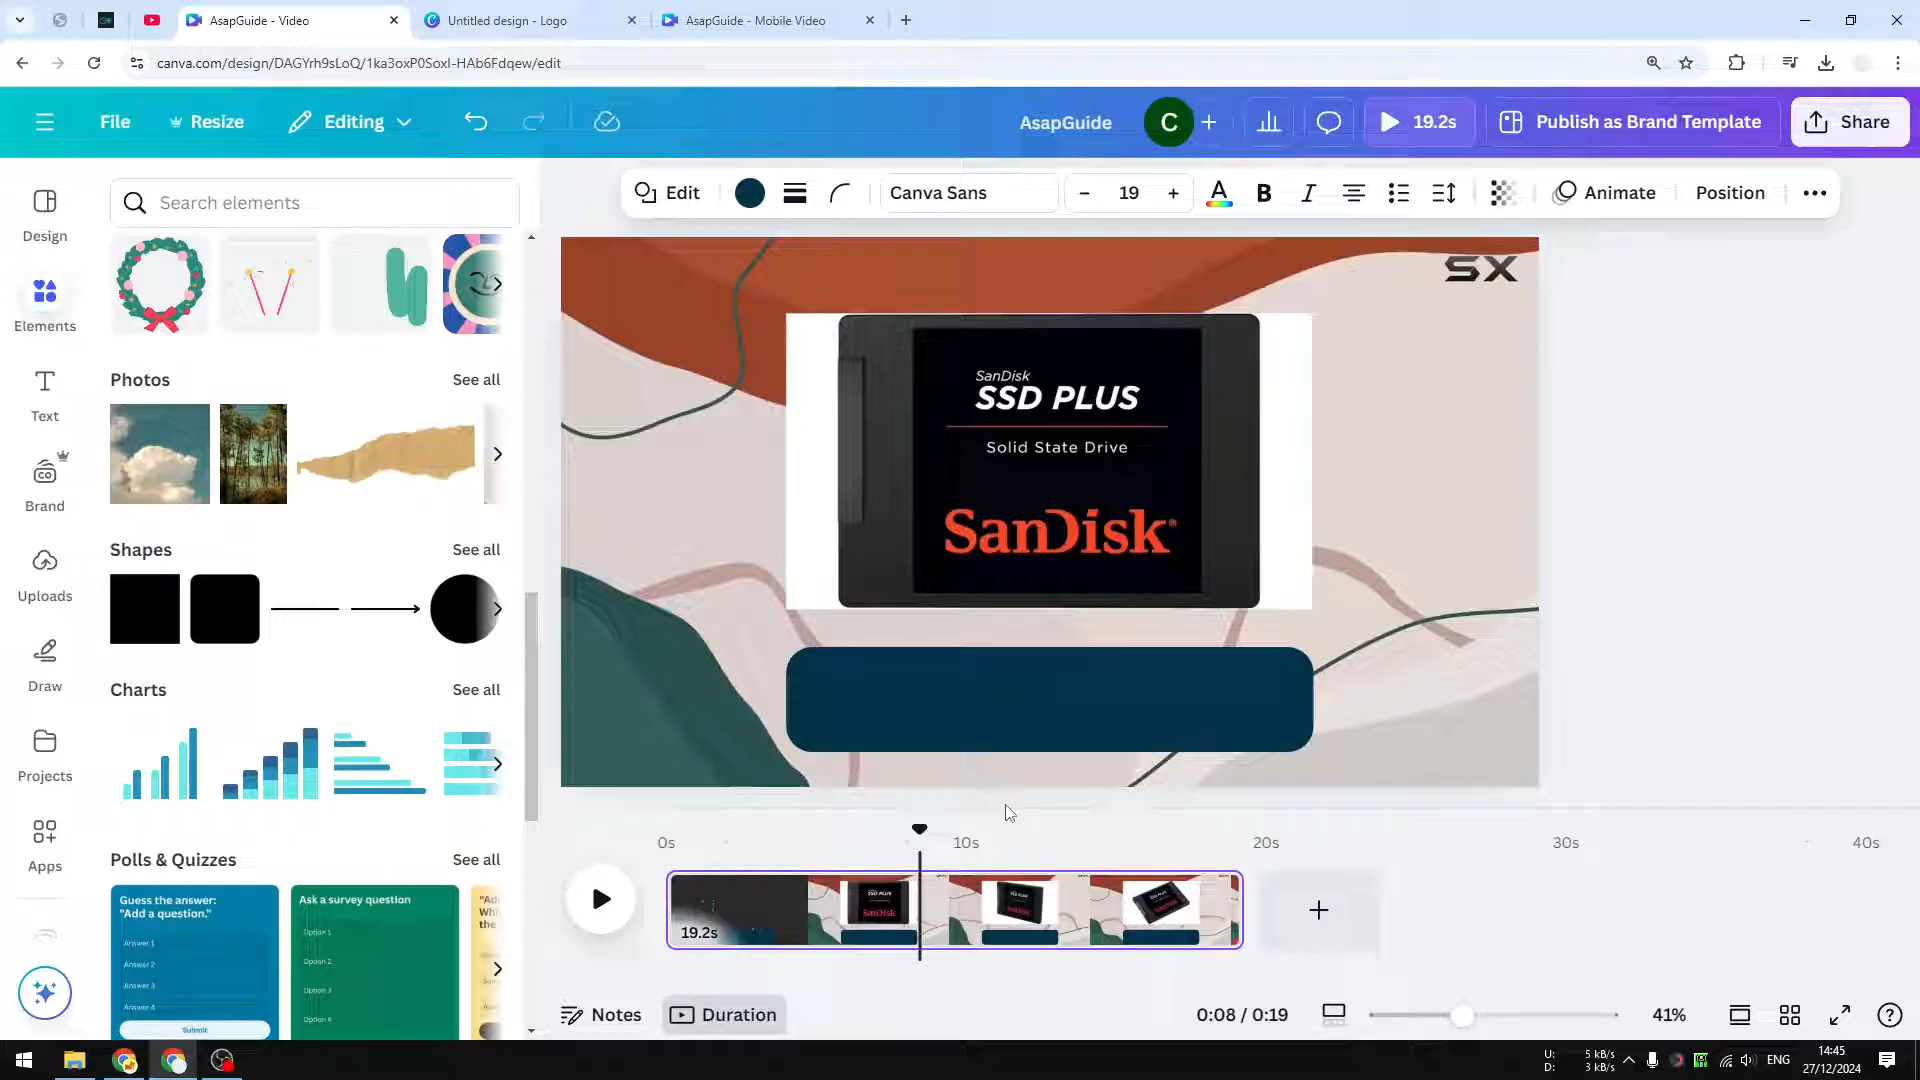 AsapGuide - Video
Untitled design - Logo
AsapGuide - Mobile Video
canva.com/design/DAGYrh9sLoQ/1ka3oxP0SoxI-HAb6Fdqew/edit
File
Resize
Editing
AsapGuide
C
19.2s
Publish as Brand Template
Share
Search elements
Edit
Canva Sans
19
A
B
I
Animate
Position
Design
Elements
Text
Brand
Uploads
Draw
Projects
Apps
Photos
See all
Shapes
See all
Charts
See all
Polls & Quizzes
See all
Guess the answer:
"Add a question."
Answer 1
Answer 2
Answer 3
Answer 4
Submit
Ask a survey question
Option 1
Option 2
Option 3
Option 4
SX
SanDisk
SSD PLUS
Solid State Drive
SanDisk®
0s
10s
20s
30s
40s
19.2s
Notes
Duration
0:08 / 0:19
41%
U:
5 kB/s
D:
3 kB/s
ENG
14:45
27/12/2024